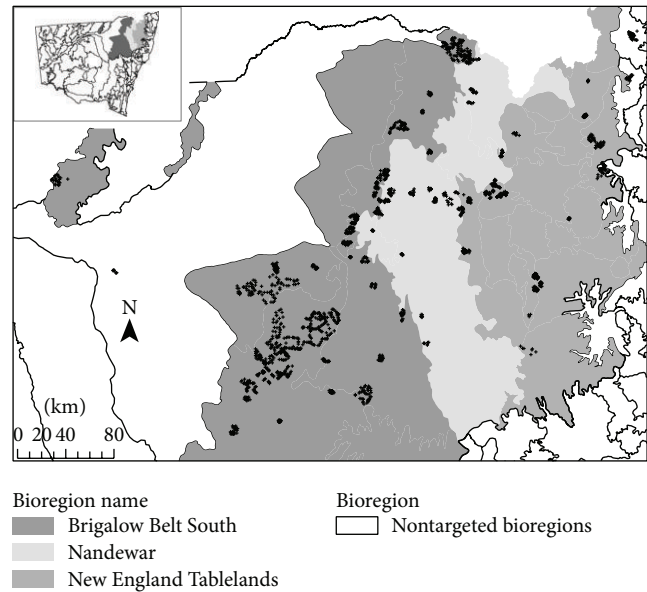 N
(km)
0 20 40 80
Bioregion name
Brigalow Belt South
Nandewar
New England Tablelands
Bioregion
Nontargeted bioregions